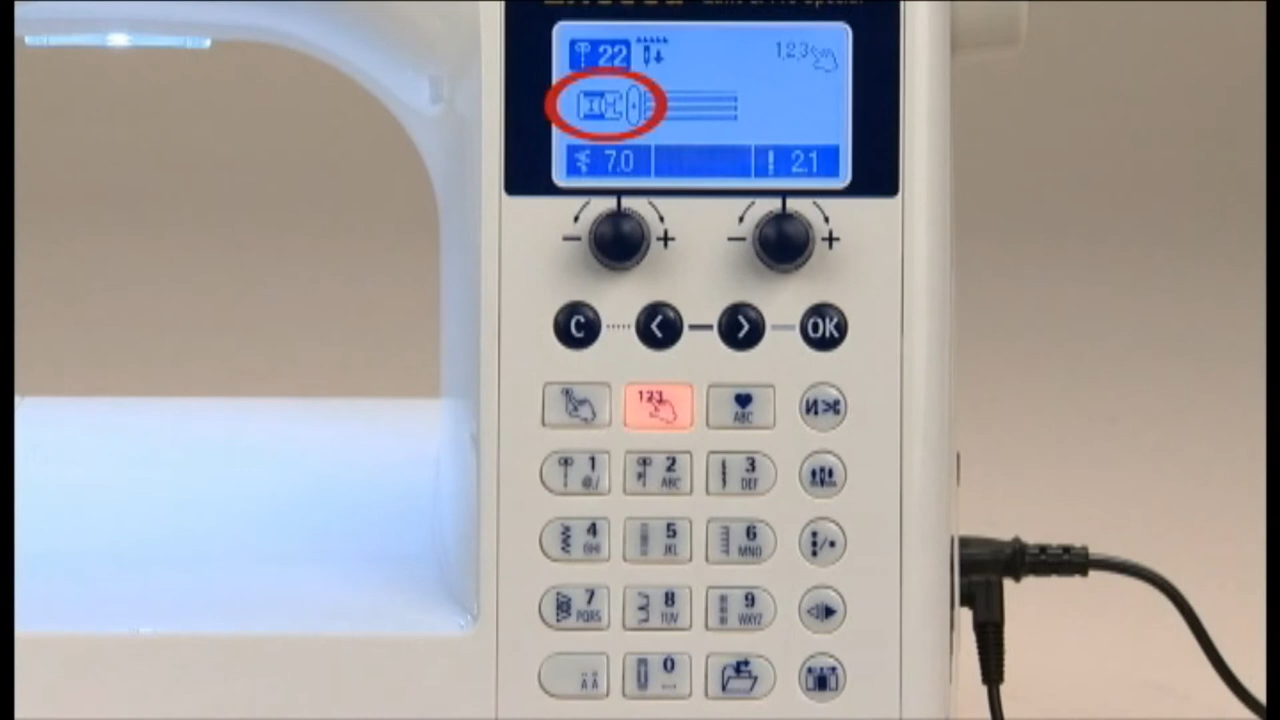 22 1,2,3
7.0 2.1
- + - +
C < > OK
123 ABC
1 @./ 2 ABC 3 DEF
4 GHI 5 JKL 6 MNO
7 PQRS 8 TUV 9 WXYZ
ÄÅ 0